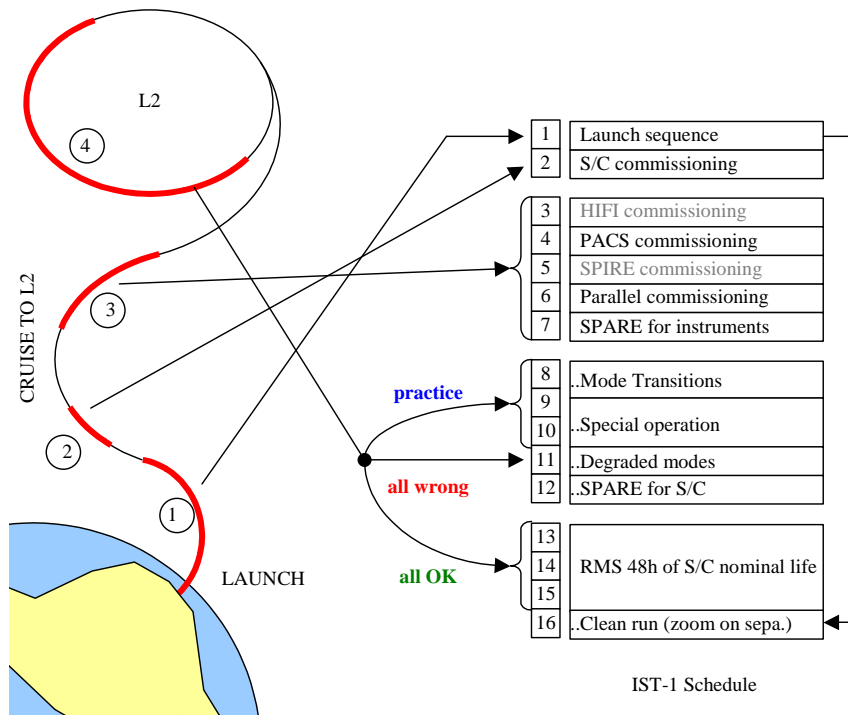 L2
4
3
CRUISE TO L2
2
1
LAUNCH
1 Launch sequence
2 S/C commissioning
3 HIFI commissioning
4 PACS commissioning
5 SPIRE commissioning
6 Parallel commissioning
7 SPARE for instruments
practice
all wrong
all OK
8 ..Mode Transitions
9
10 ..Special operation
11 ..Degraded modes
12 SPARE for S/C
13
14 RMS 48h of S/C nominal life
15
16 ..Clean run (zoom on sepa.)
IST-1 Schedule